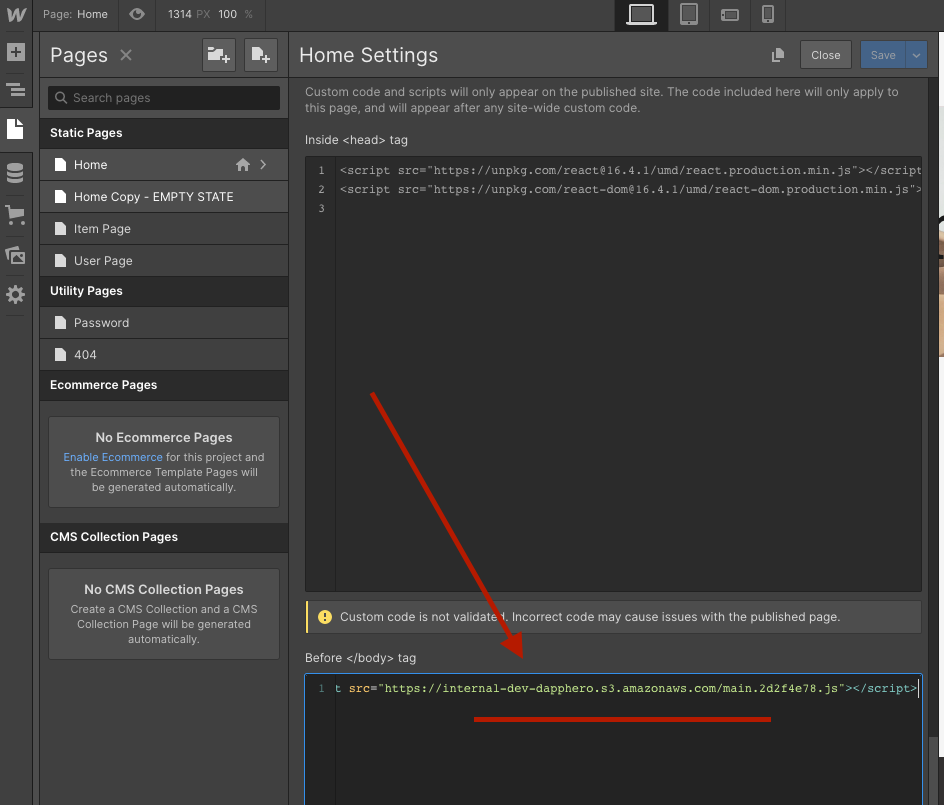 Page: Home
1314 PX 100 %
Pages
Search pages
Static Pages
Home
Home Copy - EMPTY STATE
Item Page
User Page
Utility Pages
Password
404
Ecommerce Pages
No Ecommerce Pages
Enable Ecommerce for this project and
the Ecommerce Template Pages will
be generated automatically.
CMS Collection Pages
No CMS Collection Pages
Create a CMS Collection and a CMS
Collection Page will be generated
automatically.
Home Settings
Close
Save
Custom code and scripts will only appear on the published site. The code included here will only apply to
this page, and will appear after any site-wide custom code.
Inside <head> tag
1 <script src="https://unpkg.com/react@16.4.1/umd/react.production.min.js"></script
2 <script src="https://unpkg.com/react-dom@16.4.1/umd/react-dom.production.min.js">
3
Custom code is not validated. Incorrect code may cause issues with the published page.
Before </body> tag
1 t src="https://internal-dev-dapphero.s3.amazonaws.com/main.2d2f4e78.js"></script>